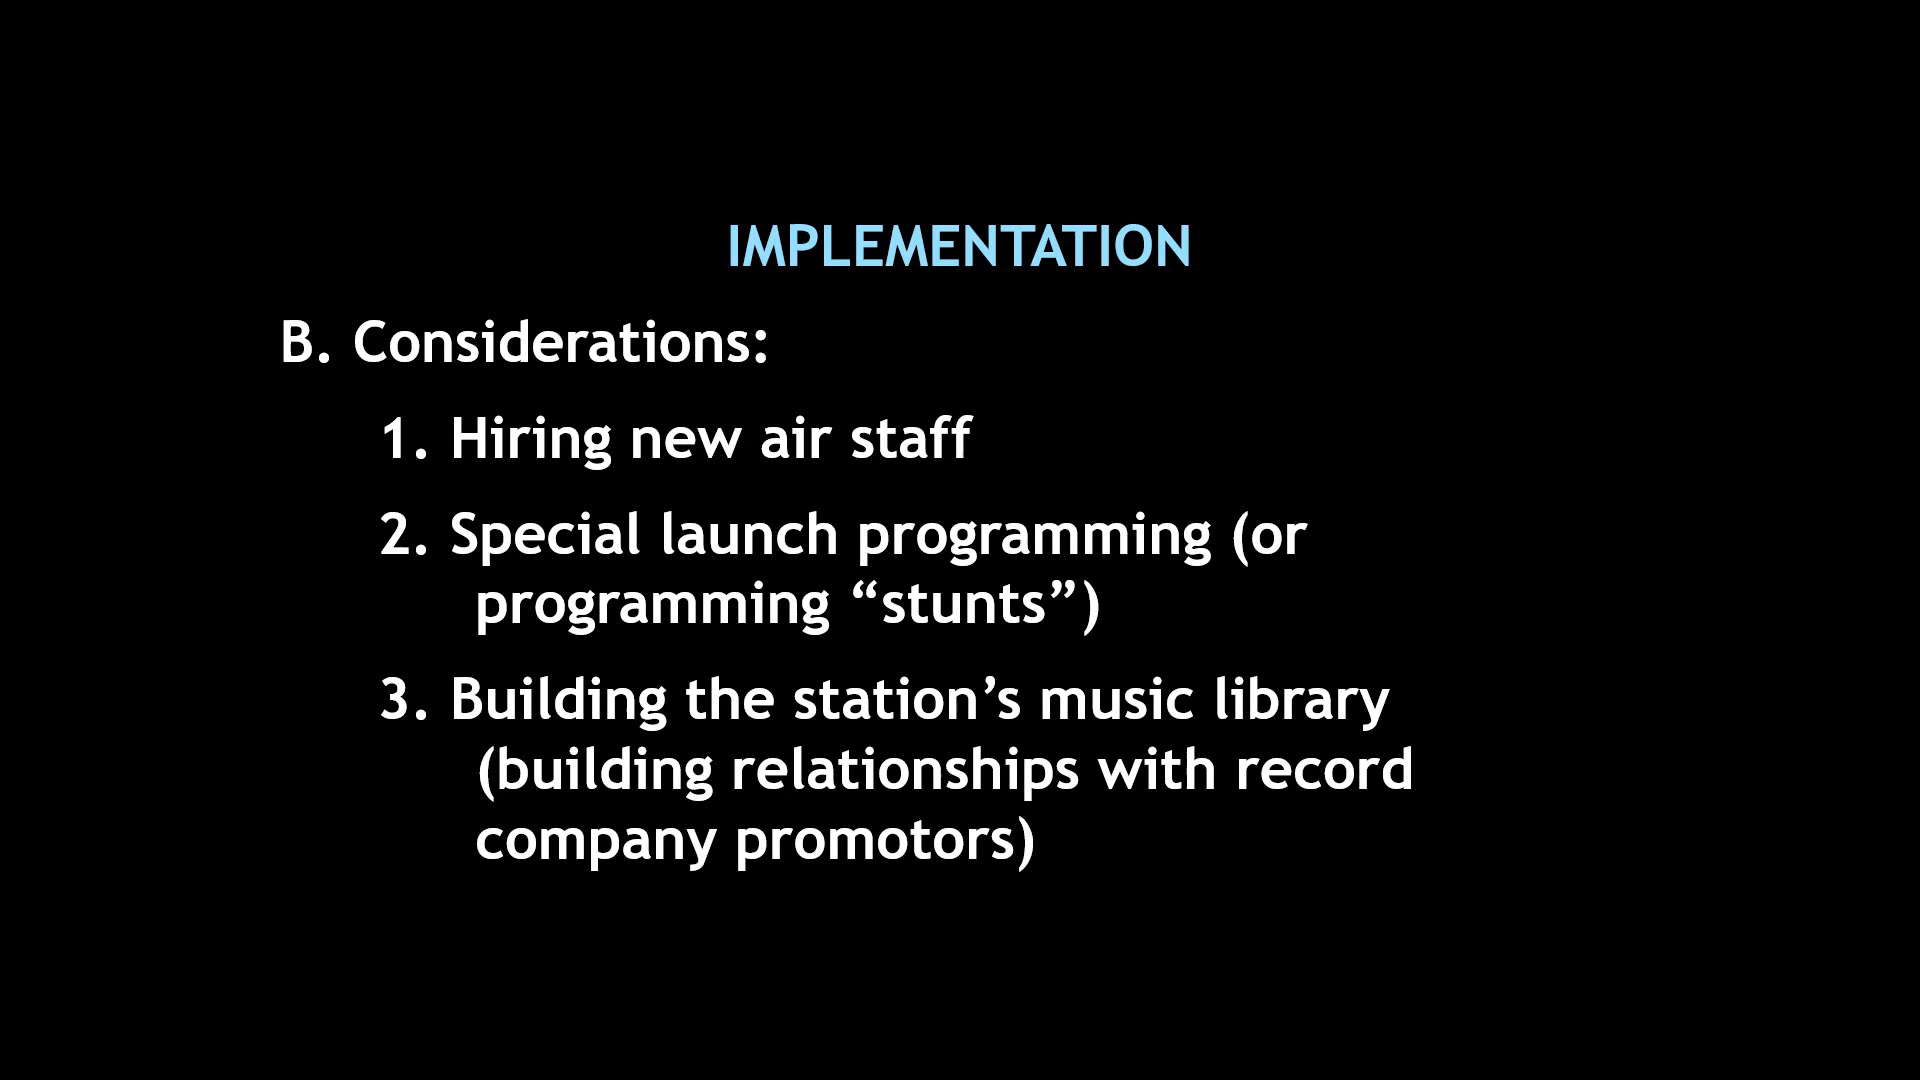 IMPLEMENTATION
B. Considerations:
1. Hiring new air staff
2. Special launch programming (or
programming “stunts”)
3. Building the station’s music library
(building relationships with record
company promotors)